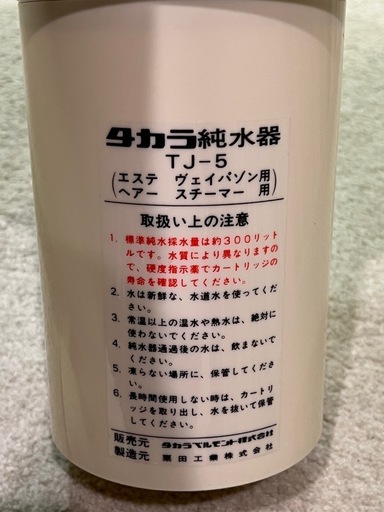 タカラ純水器
TJ-5
(エステ ヴェイパゾン用
ヘアー スチーマー 用)
取扱い上の注意
1. 標準純水採水量は約300リット
ルです。水質により異なりますの
で、硬度指示薬でカートリッジの
寿命を確認してください。
2. 水は新鮮な、水道水を使ってくださ
い。
3. 常温以上の温水や熱水は、絶対に
使わないでください。
4. 純水器通過後の水は、飲まないで
ください。
5. 凍らない場所に、保管してくださ
い。
6. 長時間使用しない時は、カートリ
ッジを取り出し、水を抜いて保管
してください。
販売元 タカラベルモント株式会社
製造元 栗田工業株式会社